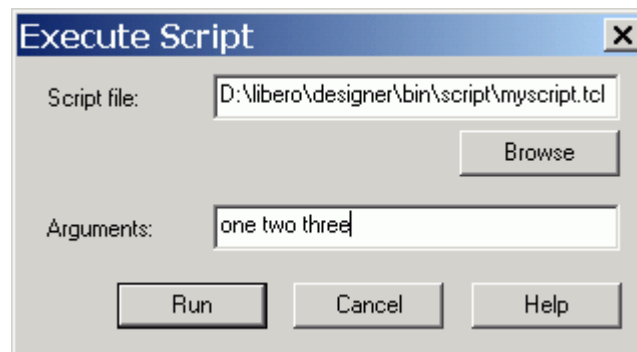 Execute Script
Script file: D:\libero\designer\bin\script\myscript.tcl
Browse
Arguments: one two three
Run Cancel Help